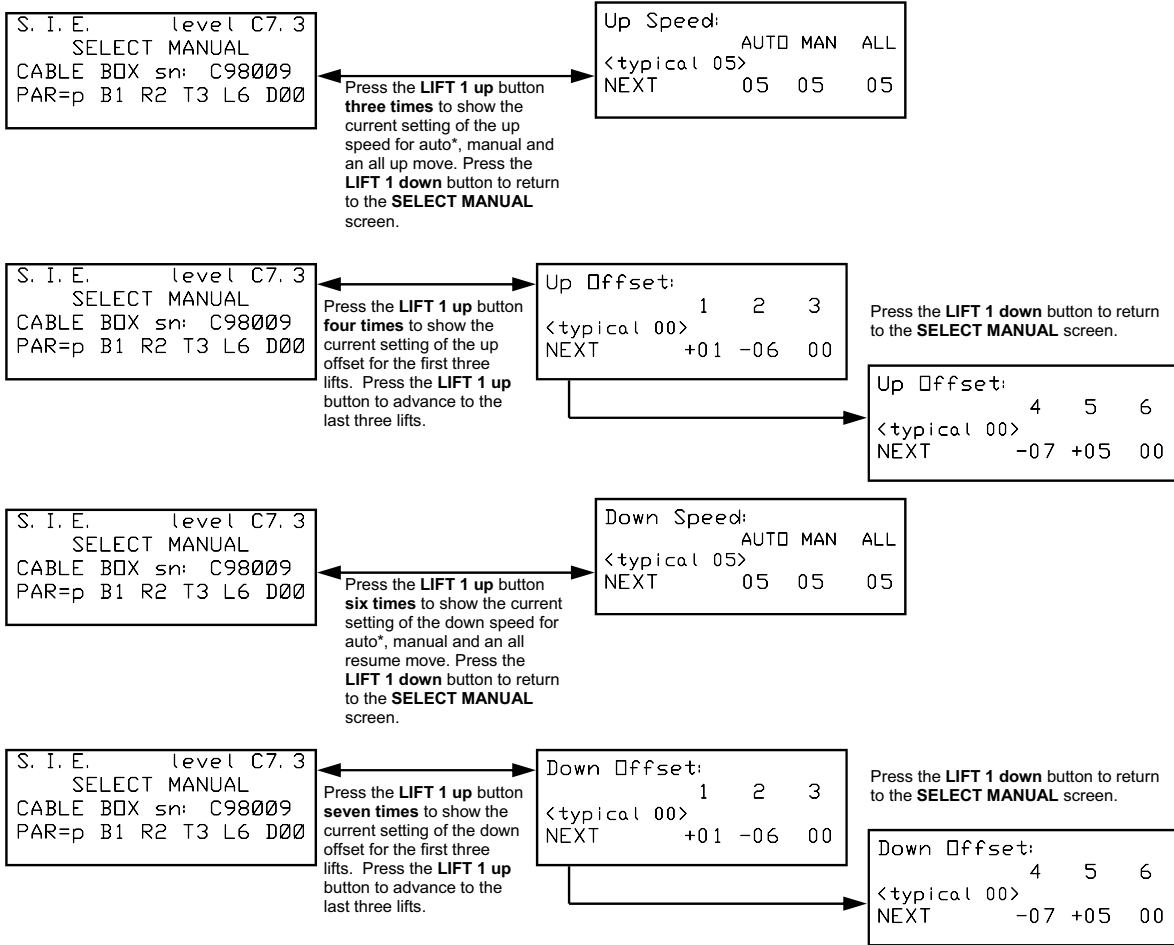 S. I. E. level C7. 3
SELECT MANUAL
CABLE BOX sn: C98009
PAR=p B1 R2 T3 L6 D00
Press the LIFT 1 up button
three times to show the
current setting of the up
speed for auto*, manual and
an all up move. Press the
LIFT 1 down button to return
to the SELECT MANUAL
screen.
Up Speed:
AUTO MAN ALL
<typical 05>
NEXT 05 05 05
S. I. E. level C7. 3
SELECT MANUAL
CABLE BOX sn: C98009
PAR=p B1 R2 T3 L6 D00
Press the LIFT 1 up button
four times to show the
current setting of the up
offset for the first three
lifts. Press the LIFT 1 up
button to advance to the
last three lifts.
Up Offset:
1 2 3
<typical 00>
NEXT +01 -06 00
Press the LIFT 1 down button to return
to the SELECT MANUAL screen.
Up Offset:
4 5 6
<typical 00>
NEXT -07 +05 00
S. I. E. level C7. 3
SELECT MANUAL
CABLE BOX sn: C98009
PAR=p B1 R2 T3 L6 D00
Press the LIFT 1 up button
six times to show the current
setting of the down speed for
auto*, manual and an all
resume move. Press the
LIFT 1 down button to return
to the SELECT MANUAL
screen.
Down Speed:
AUTO MAN ALL
<typical 05>
NEXT 05 05 05
S. I. E. level C7. 3
SELECT MANUAL
CABLE BOX sn: C98009
PAR=p B1 R2 T3 L6 D00
Press the LIFT 1 up button
seven times to show the
current setting of the down
offset for the first three
lifts. Press the LIFT 1 up
button to advance to the
last three lifts.
Down Offset:
1 2 3
<typical 00>
NEXT +01 -06 00
Press the LIFT 1 down button to return
to the SELECT MANUAL screen.
Down Offset:
4 5 6
<typical 00>
NEXT -07 +05 00